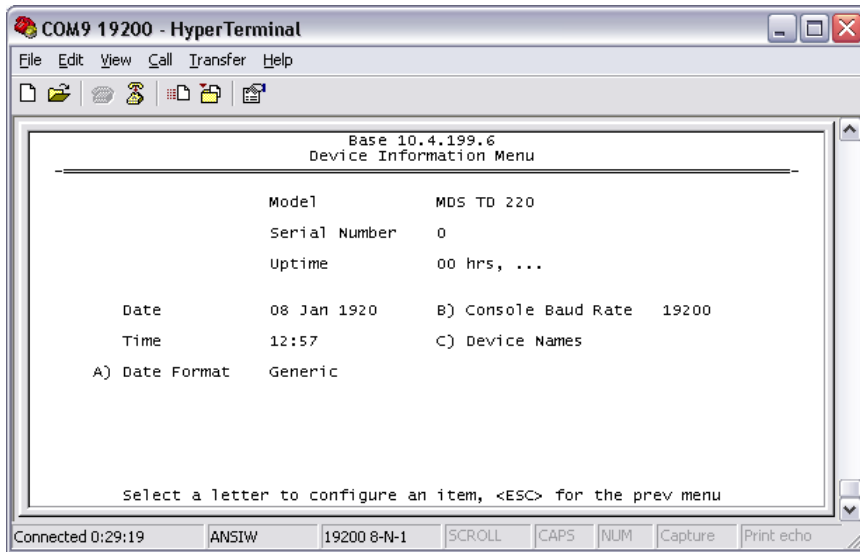 COM9 19200 - HyperTerminal
File Edit View Call Transfer Help
Base 10.4.199.6
Device Information Menu
Model MDS TD 220
Serial Number 0
Uptime 00 hrs, ...
Date 08 Jan 1920 B) Console Baud Rate 19200
Time 12:57 C) Device Names
A) Date Format Generic
Select a letter to configure an item, <ESC> for the prev menu
Connected 0:29:19 ANSIW 19200 8-N-1 SCROLL CAPS NUM Capture Print echo